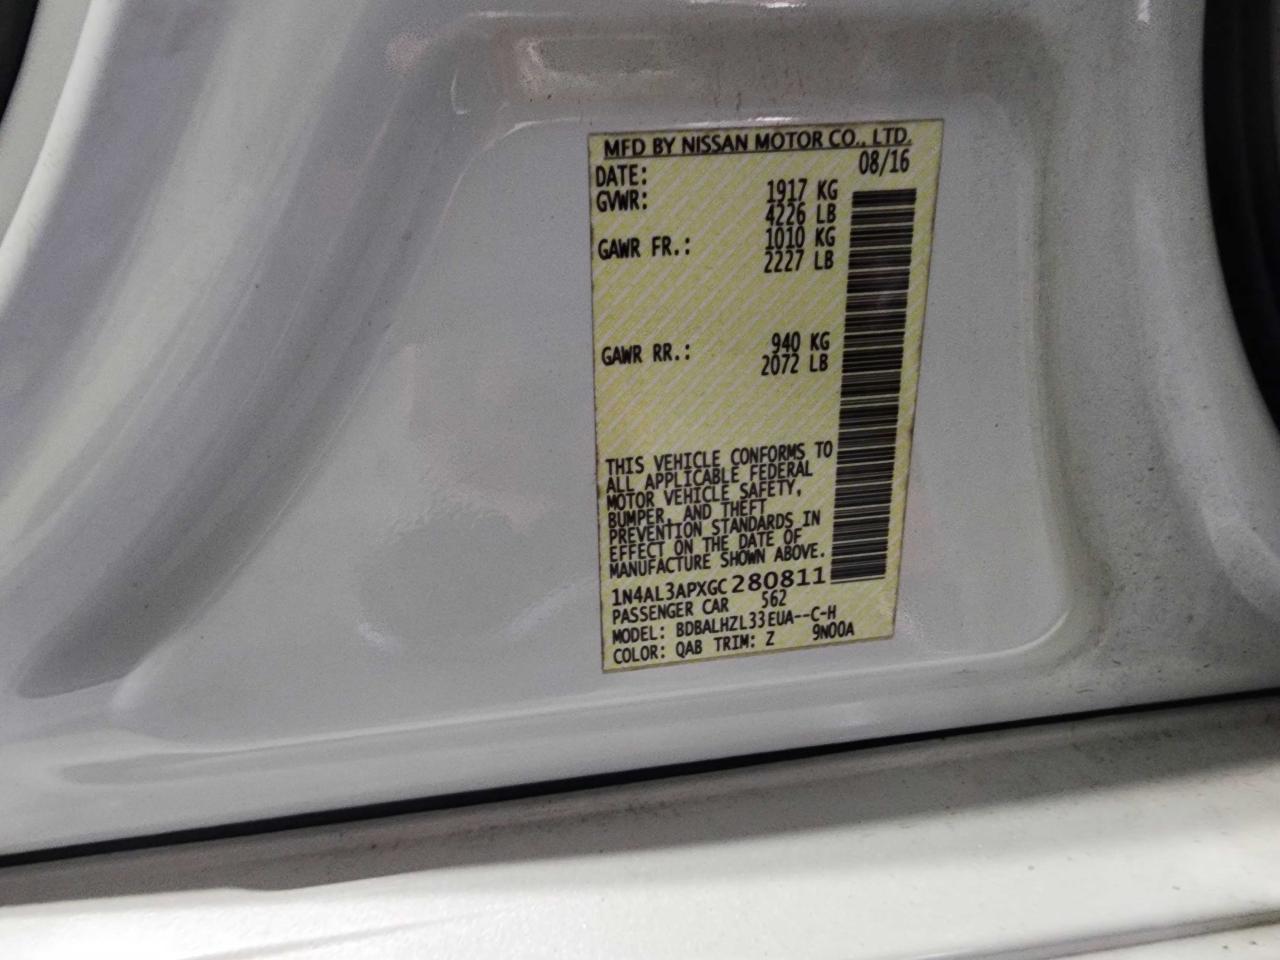 MFD BY NISSAN MOTOR CO., LTD.
DATE: 08/16
GVWR: 1917 KG
4226 LB
GAWR FR.: 1010 KG
2227 LB
GAWR RR.: 940 KG
2072 LB
THIS VEHICLE CONFORMS TO
ALL APPLICABLE FEDERAL
MOTOR VEHICLE SAFETY,
BUMPER, AND THEFT
PREVENTION STANDARDS IN
EFFECT ON THE DATE OF
MANUFACTURE SHOWN ABOVE.
1N4AL3APXGC280811
PASSENGER CAR 562
MODEL: BDBALHZL33EUA--C-H
COLOR: QAB TRIM: Z 9N00A